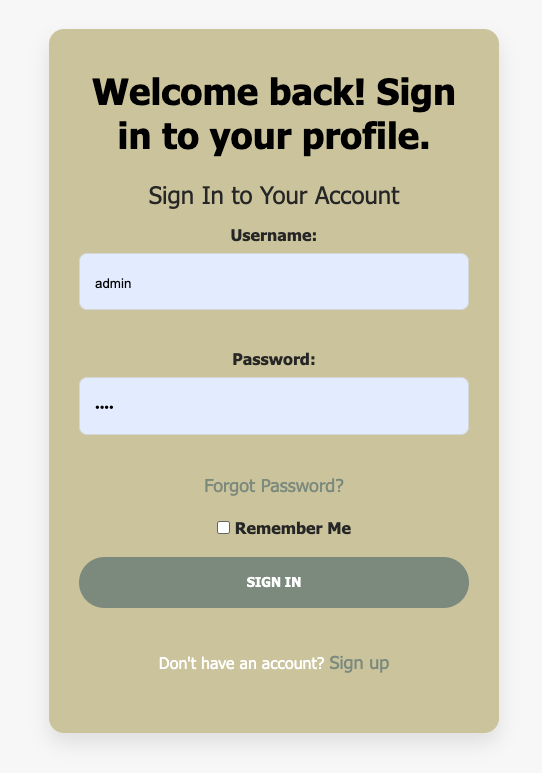 Welcome back! Sign
in to your profile.
Sign In to Your Account
Username:
admin
Password:
••••
Forgot Password?
Remember Me
SIGN IN
Don't have an account? Sign up